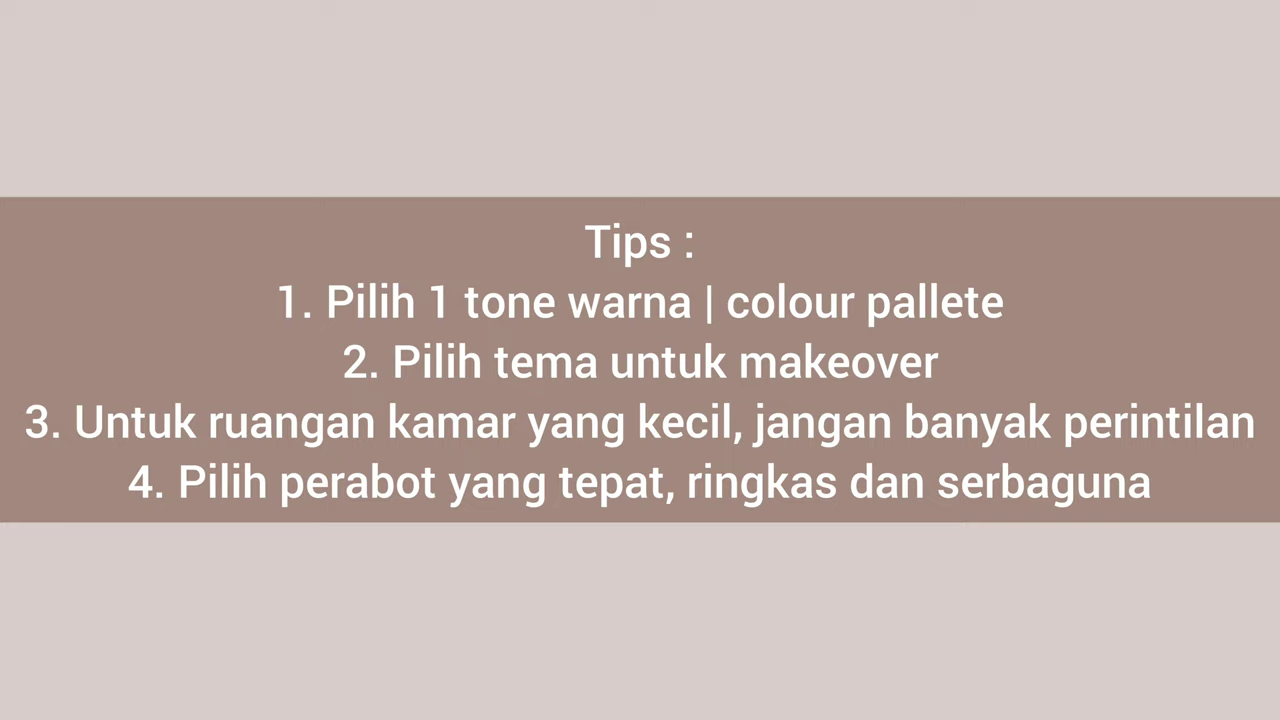 Tips :
1. Pilih 1 tone warna | colour pallete
2. Pilih tema untuk makeover
3. Untuk ruangan kamar yang kecil, jangan banyak perintilan
4. Pilih perabot yang tepat, ringkas dan serbaguna